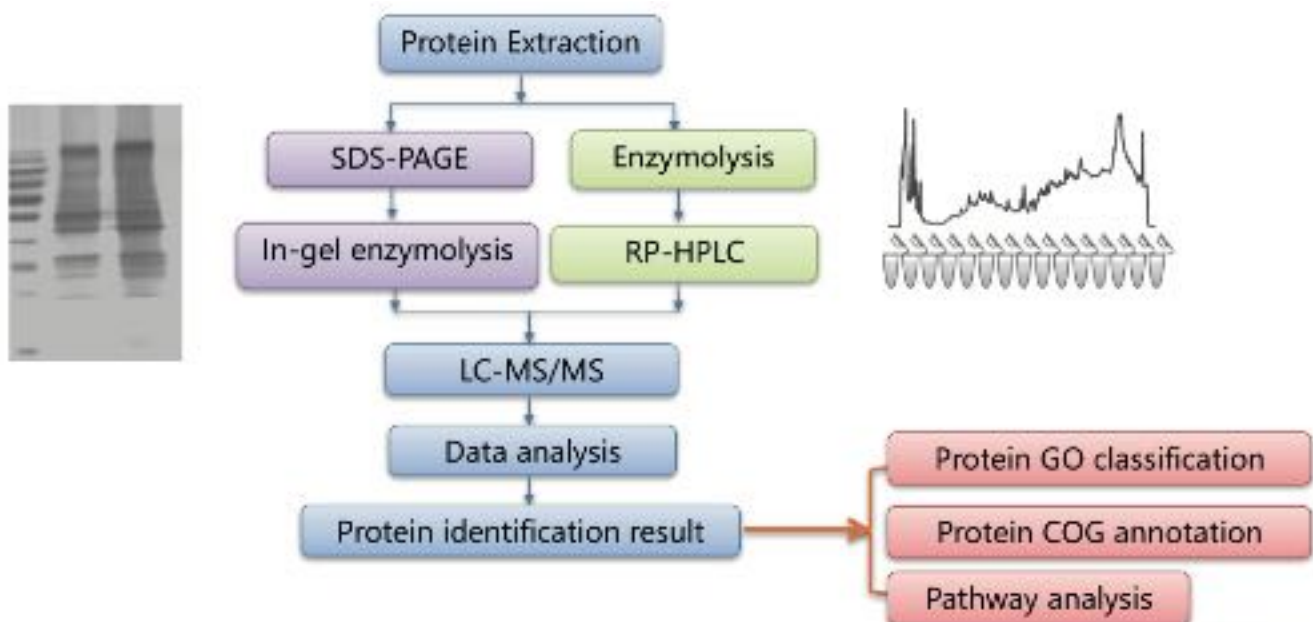 Protein Extraction
SDS-PAGE
Enzymolysis
In-gel enzymolysis
RP-HPLC
LC-MS/MS
Data analysis
Protein GO classification
Protein identification result
Protein COG annotation
Pathway analysis